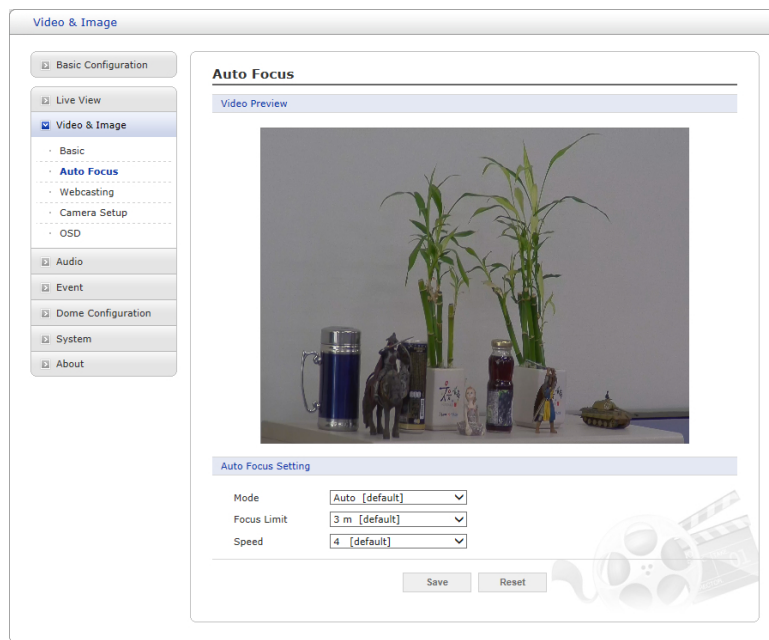 Video & Image
Basic Configuration
Live View
Video & Image
Basic
Auto Focus
Webcasting
Camera Setup
OSD
Audio
Event
Dome Configuration
System
About
Auto Focus
Video Preview
Auto Focus Setting
Mode
Auto [default]
Focus Limit
3 m [default]
Speed
4 [default]
Save
Reset